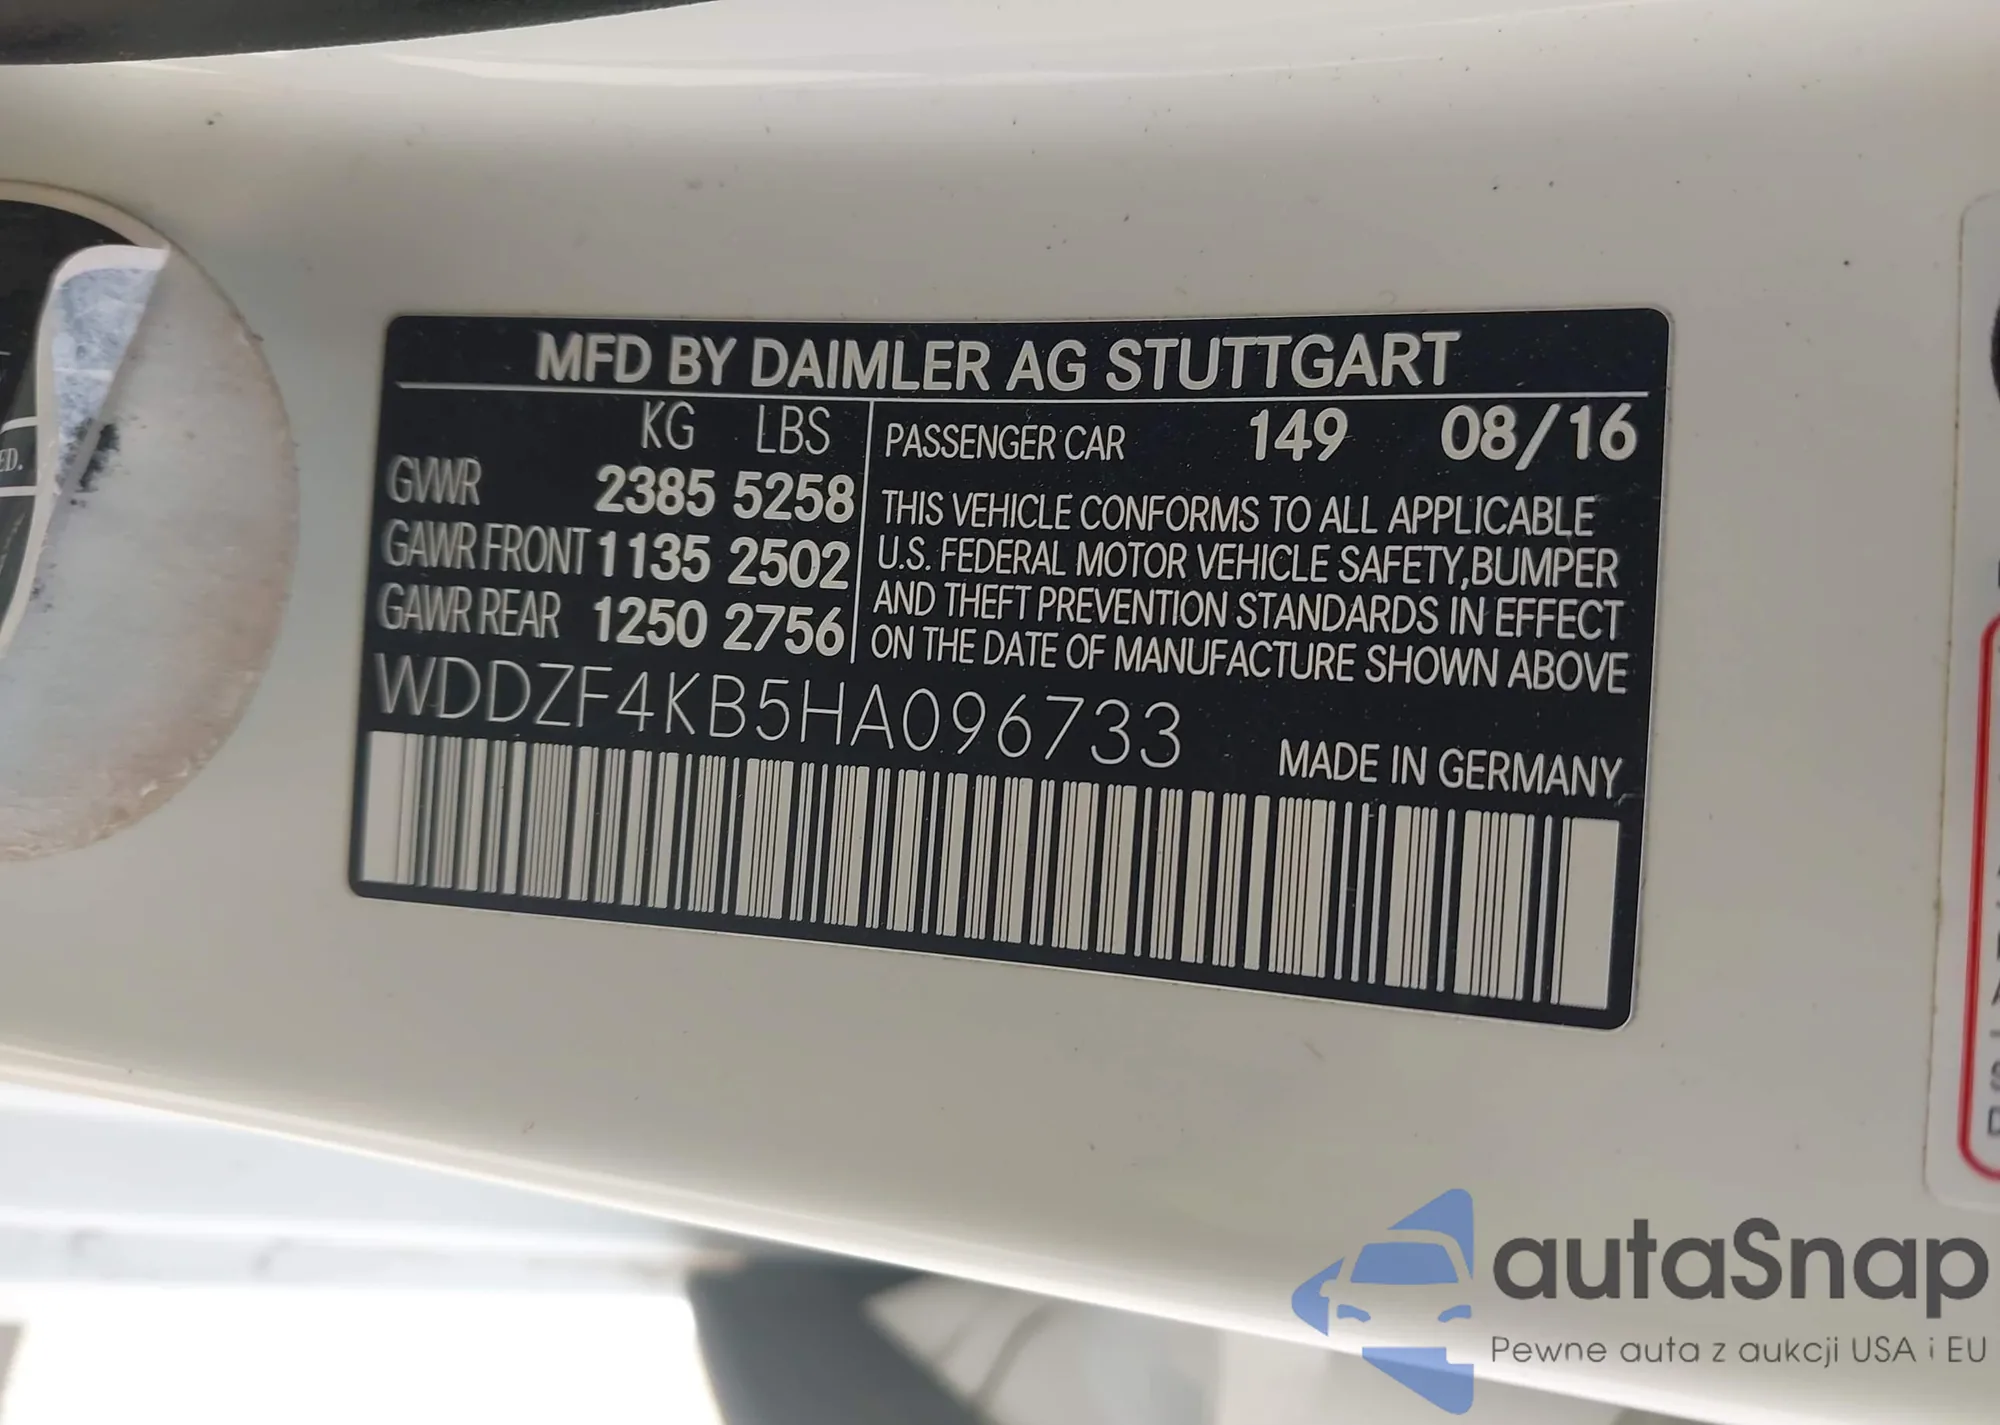 MFD BY DAIMLER AG STUTTGART
KG LBS
GVWR 2385 5258
GAWR FRONT 1135 2502
GAWR REAR 1250 2756
PASSENGER CAR 149 08/16
THIS VEHICLE CONFORMS TO ALL APPLICABLE
U.S. FEDERAL MOTOR VEHICLE SAFETY,BUMPER
AND THEFT PREVENTION STANDARDS IN EFFECT
ON THE DATE OF MANUFACTURE SHOWN ABOVE
WDDZF4KB5HA096733
MADE IN GERMANY
ED.
autaSnap
Pewne auta z aukcji USA i EU